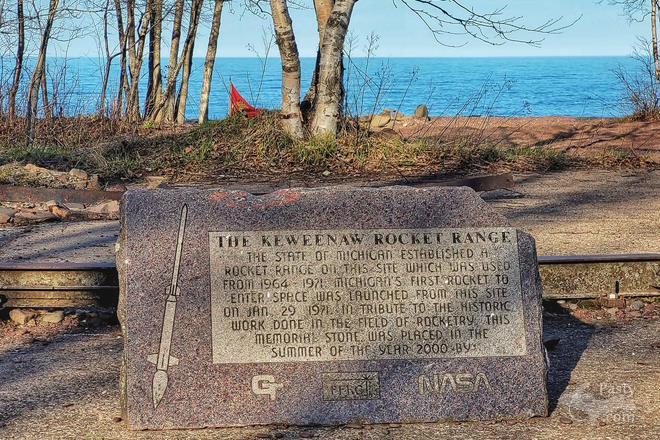 THE KEWEENAW ROCKET RANGE
THE STATE OF MICHIGAN ESTABLISHED A
ROCKET RANGE ON THIS SITE WHICH WAS USED
FROM 1964-1971. MICHIGAN'S FIRST ROCKET TO
ENTER SPACE WAS LAUNCHED FROM THIS SITE
ON JAN. 29 1971. IN TRIBUTE TO THE HISTORIC
WORK DONE IN THE FIELD OF ROCKETRY, THIS
MEMORIAL STONE WAS PLACED IN THE
SUMMER OF THE YEAR 2000 BY:
NASA
Pasty
.com